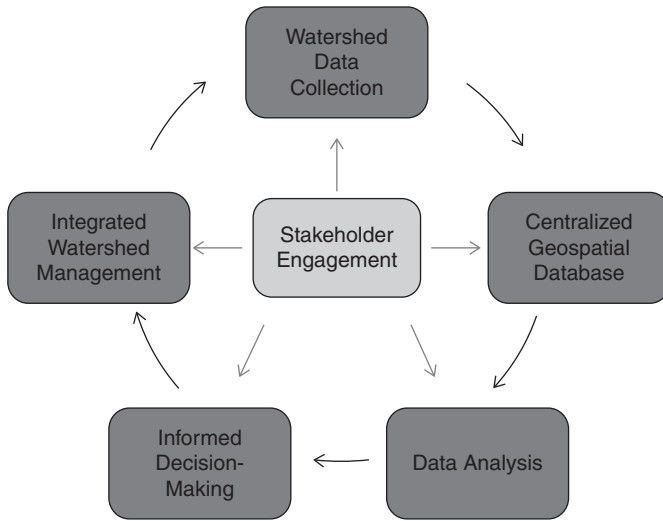 Watershed
Data
Collection
Integrated
Watershed
Management
Stakeholder
Engagement
Centralized
Geospatial
Database
Informed
Decision-
Making
Data Analysis